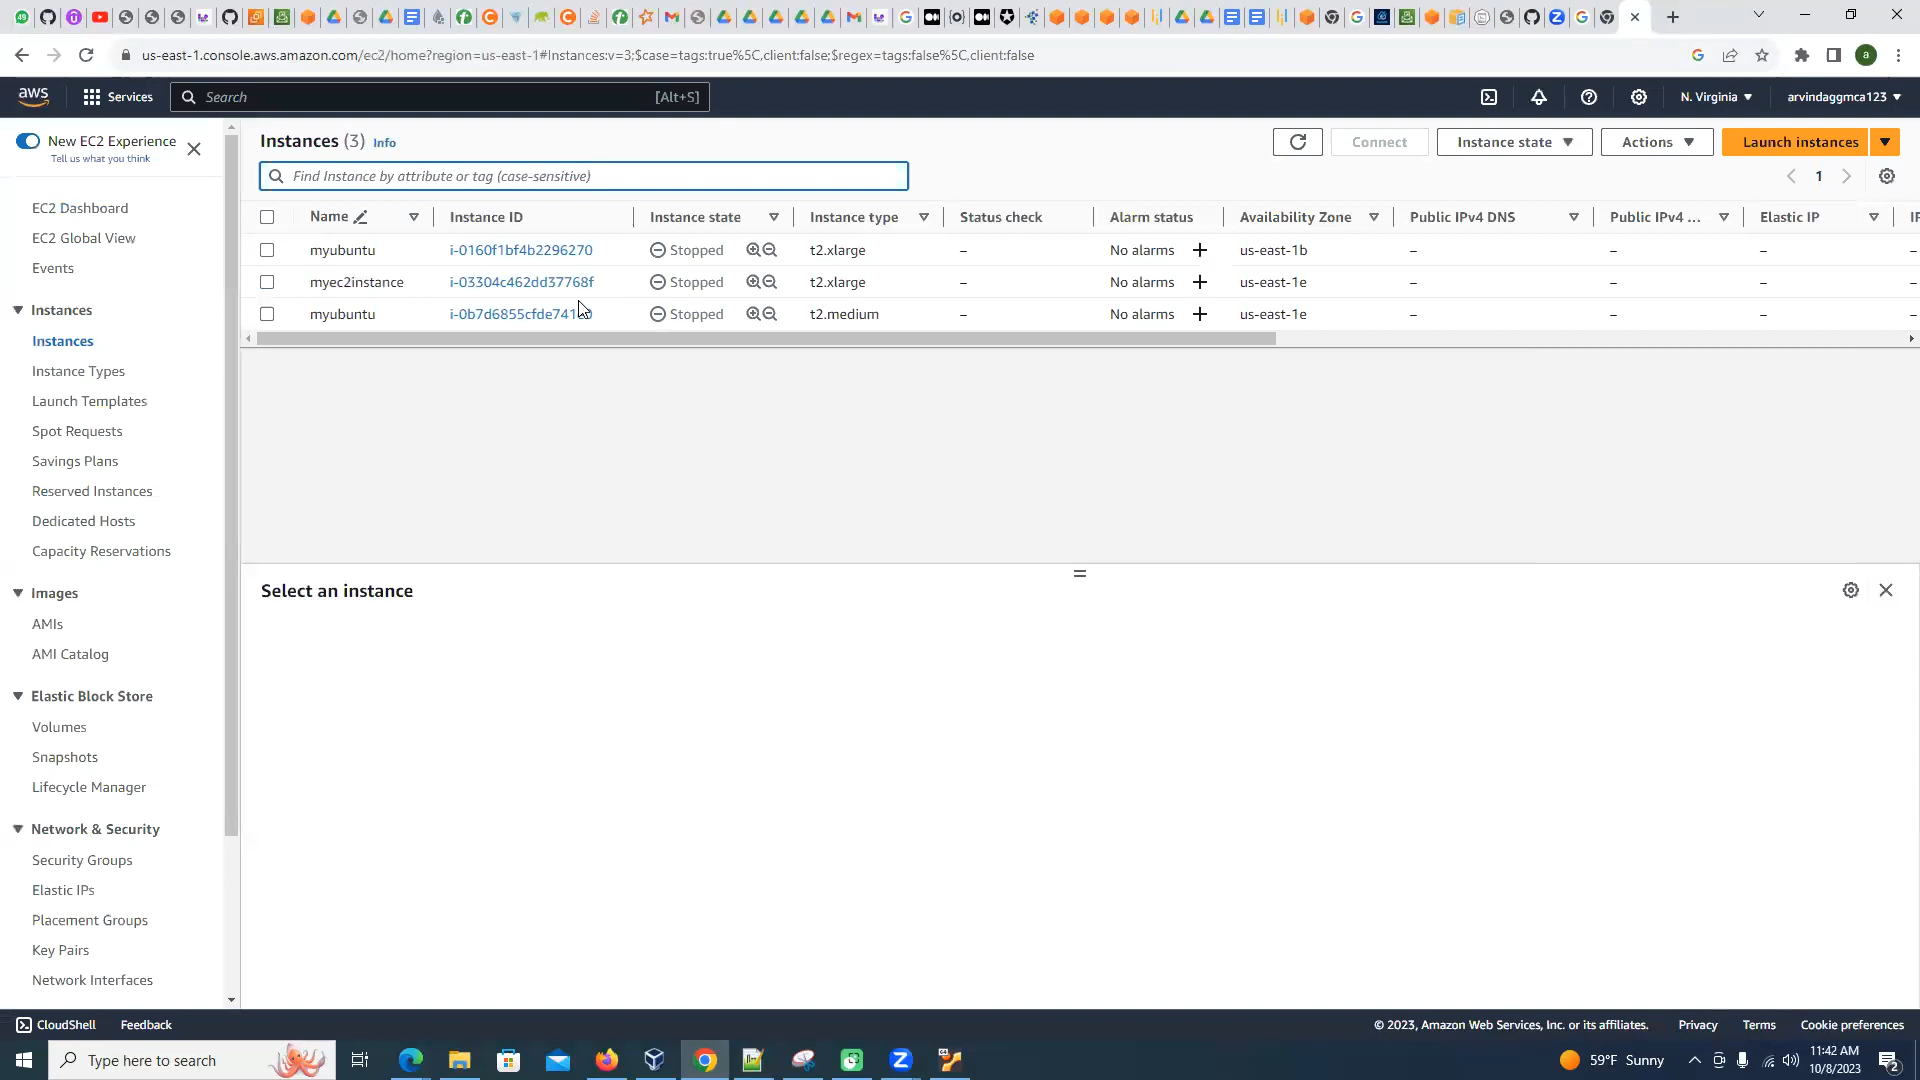 us-east-1.console.aws.amazon.com/ec2/home?region=us-east-1#Instances:v=3;$case=tags:true%5C,client:false;$regex=tags:false%5C,client:false
aws Services Search [Alt+S] N. Virginia arvindaggmca123
New EC2 Experience
Tell us what you think
EC2 Dashboard
EC2 Global View
Events
Instances
Instances
Instance Types
Launch Templates
Spot Requests
Savings Plans
Reserved Instances
Dedicated Hosts
Capacity Reservations
Images
AMIs
AMI Catalog
Elastic Block Store
Volumes
Snapshots
Lifecycle Manager
Network & Security
Security Groups
Elastic IPs
Placement Groups
Key Pairs
Network Interfaces
Instances (3) Info Connect Instance state Actions Launch instances
Find Instance by attribute or tag (case-sensitive) 1
Name Instance ID Instance state Instance type Status check Alarm status Availability Zone Public IPv4 DNS Public IPv4 ... Elastic IP
myubuntu i-0160f1bf4b2296270 Stopped t2.xlarge – No alarms us-east-1b – – –
myec2instance i-03304c462dd37768f Stopped t2.xlarge – No alarms us-east-1e – – –
myubuntu Stopped t2.medium – No alarms us-east-1e – – –
Select an instance
CloudShell Feedback © 2023, Amazon Web Services, Inc. or its affiliates. Privacy Terms Cookie preferences
Type here to search 59°F Sunny 11:42 AM
10/8/2023 2